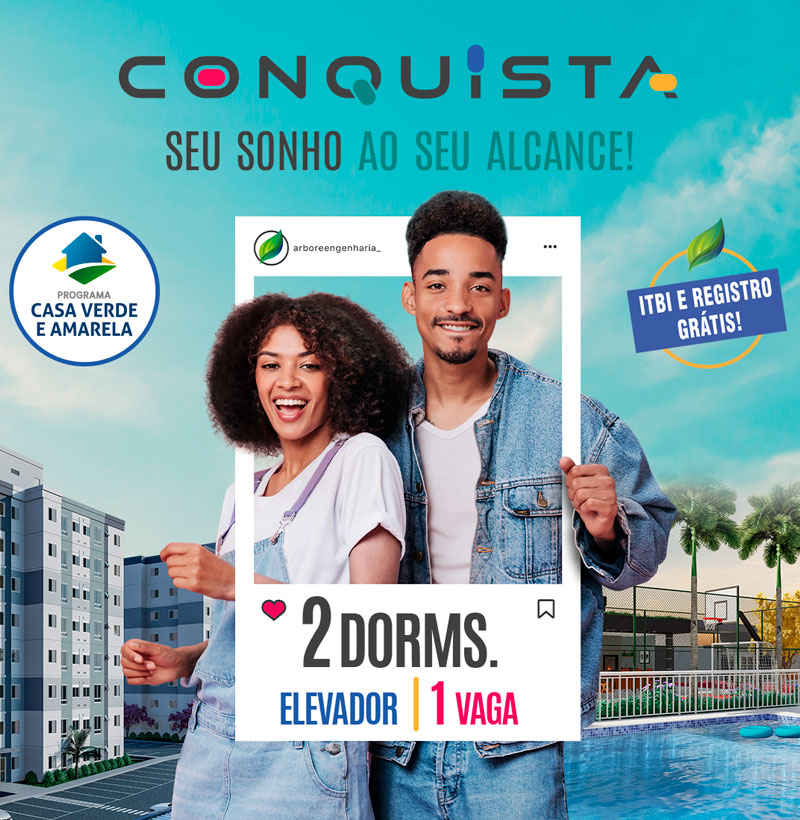 CONQUISTA
SEU SONHO AO SEU ALCANCE!
arboreengenharia_
PROGRAMA
CASA VERDE
E AMARELA
ITBI E REGISTRO
GRÁTIS!
2 DORMS.
ELEVADOR | 1 VAGA